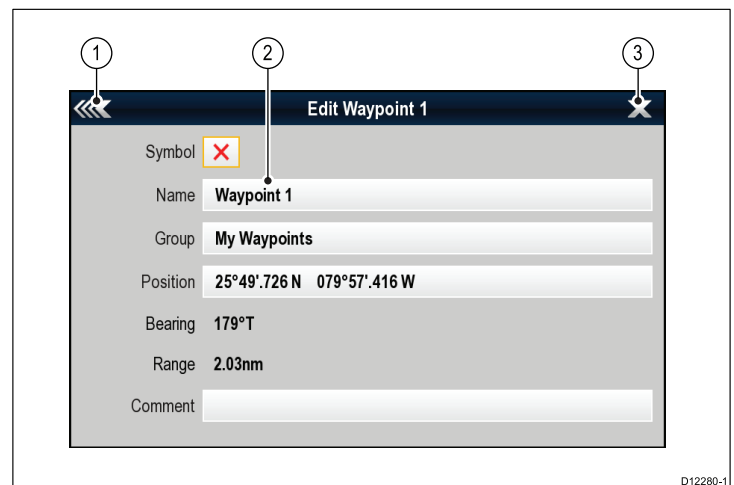 1 2 3
Edit Waypoint 1
Symbol
Name Waypoint 1
Group My Waypoints
Position 25°49'.726 N 079°57'.416 W
Bearing 179°T
Range 2.03nm
Comment
D12280-1